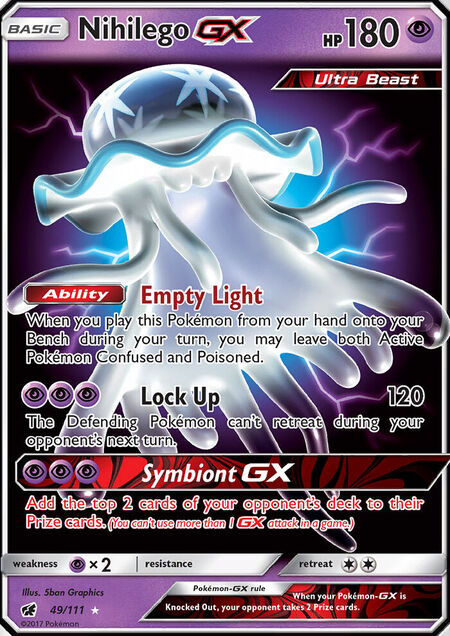 BASIC Nihilego GX HP 180
Ultra Beast
Ability Empty Light
When you play this Pokémon from your hand onto your
Bench during your turn, you may leave both Active
Pokémon Confused and Poisoned.
Lock Up 120
The Defending Pokémon can't retreat during your
opponent's next turn.
Symbiont GX
Add the top 2 cards of your opponent's deck to their
Prize cards. (You can't use more than 1 GX attack in a game.)
weakness ×2 resistance retreat
Illus. 5ban Graphics
Pokémon-GX rule
When your Pokémon-GX is
Knocked Out, your opponent takes 2 Prize cards.
49/111
©2017 Pokémon